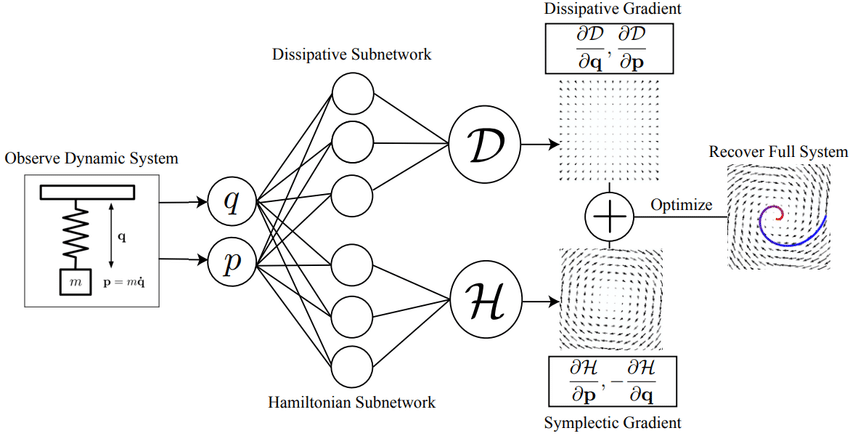 Dissipative Gradient
∂𝒟/∂𝐪, ∂𝒟/∂𝐩
Dissipative Subnetwork
𝒟
Observe Dynamic System
𝐪
m
𝐩 = m𝐪̇
q
p
Recover Full System
+
Optimize
ℋ
∂ℋ/∂𝐩, −∂ℋ/∂𝐪
Hamiltonian Subnetwork
Symplectic Gradient